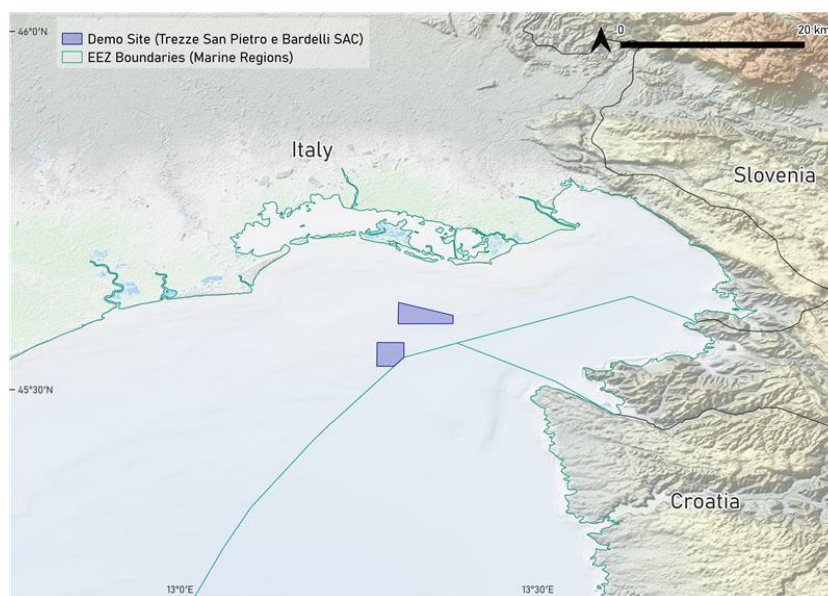 46°0'N
0
20 km
Demo Site (Trezze San Pietro e Bardelli SAC)
EEZ Boundaries (Marine Regions)
Italy
Slovenia
45°30'N
Croatia
13°0'E
13°30'E